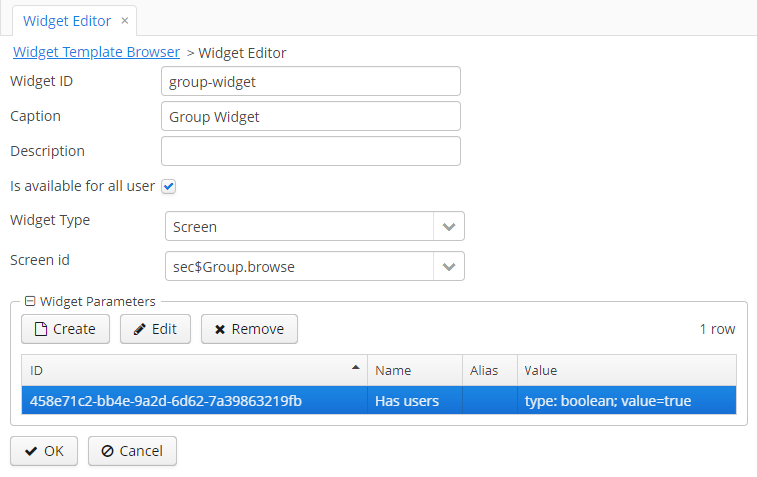 Widget Editor ×
Widget Template Browser > Widget Editor
Widget ID group-widget
Caption Group Widget
Description
Is available for all user
Widget Type Screen
Screen id sec$Group.browse
Widget Parameters
Create Edit Remove 1 row
ID Name Alias Value
458e71c2-bb4e-9a2d-6d62-7a39863219fb Has users type: boolean; value=true
OK Cancel